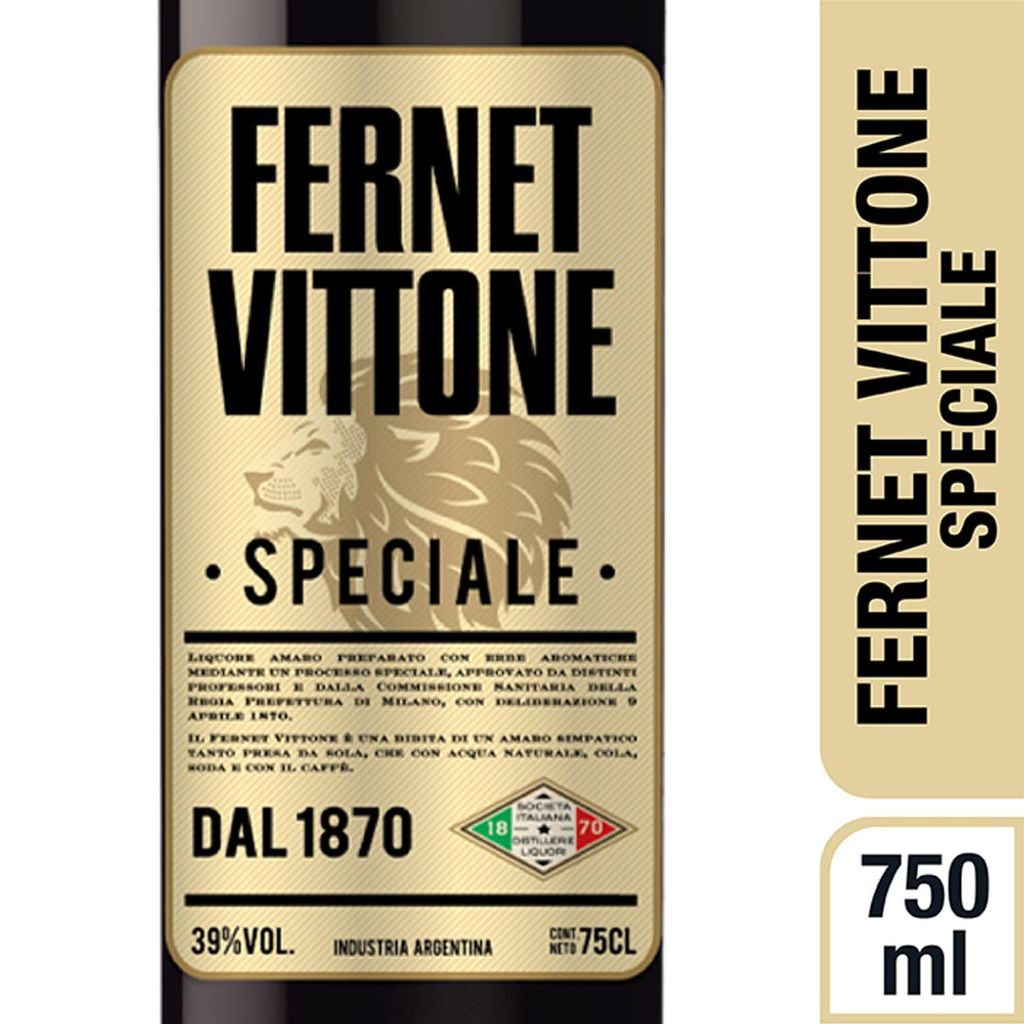 FERNET
VITTONE
• SPECIALE •
LIQUORE AMARO PREPARATO CON ERBE AROMATICHE
MEDIANTE UN PROCESSO SPECIALE, APPROVATO DA DISTINTI
PROFESSORI E DALLA COMMISSIONE SANITARIA DELLA
REGIA PREFETTURA DI MILANO, CON DELIBERAZIONE 9
APRILE 1870.
IL FERNET VITTONE È UNA BIBITA DI UN AMARO SIMPATICO
TANTO PRESA DA SOLA, CHE CON ACQUA NATURALE, COLA,
SODA E CON IL CAFFÈ.
DAL 1870
SOCIETA
ITALIANA
18 ★ 70
DISTILLERIE
LIQUORI
39%VOL.
INDUSTRIA ARGENTINA
CONT.
NETO 75CL
FERNET VITTONE
SPECIALE
750
ml